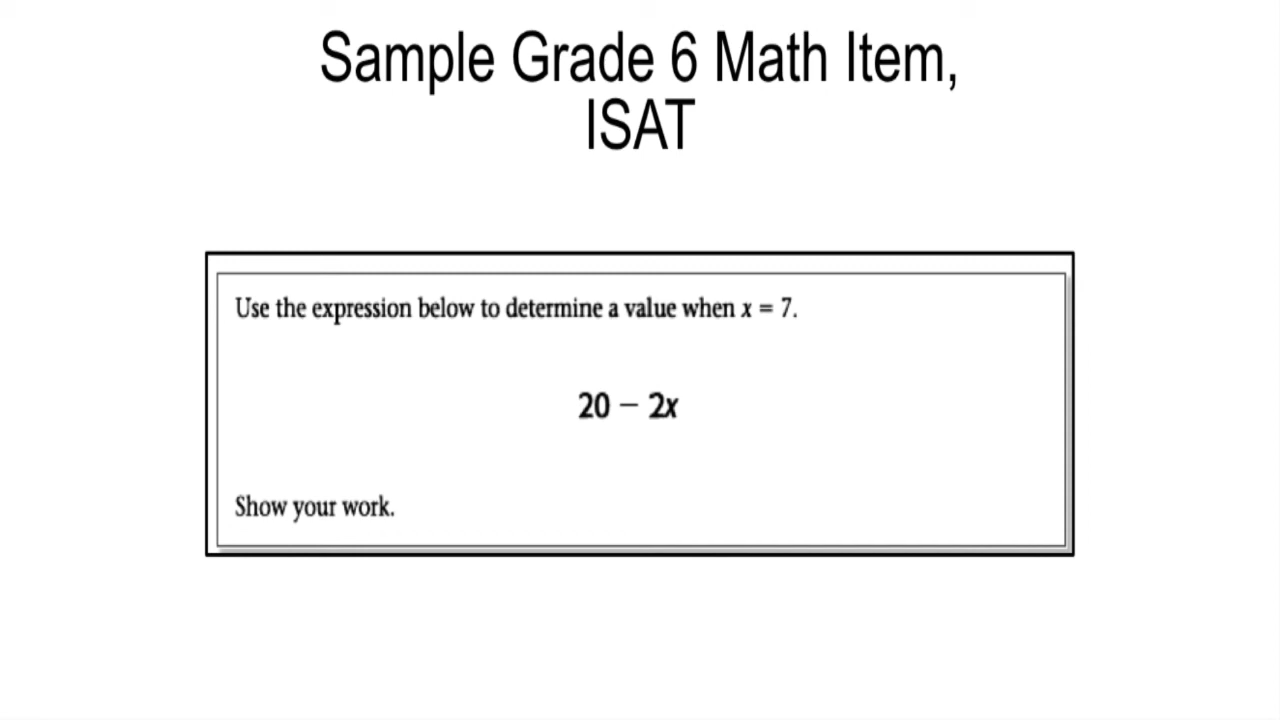 Sample Grade 6 Math Item,
ISAT
Use the expression below to determine a value when x = 7.
20 − 2x
Show your work.